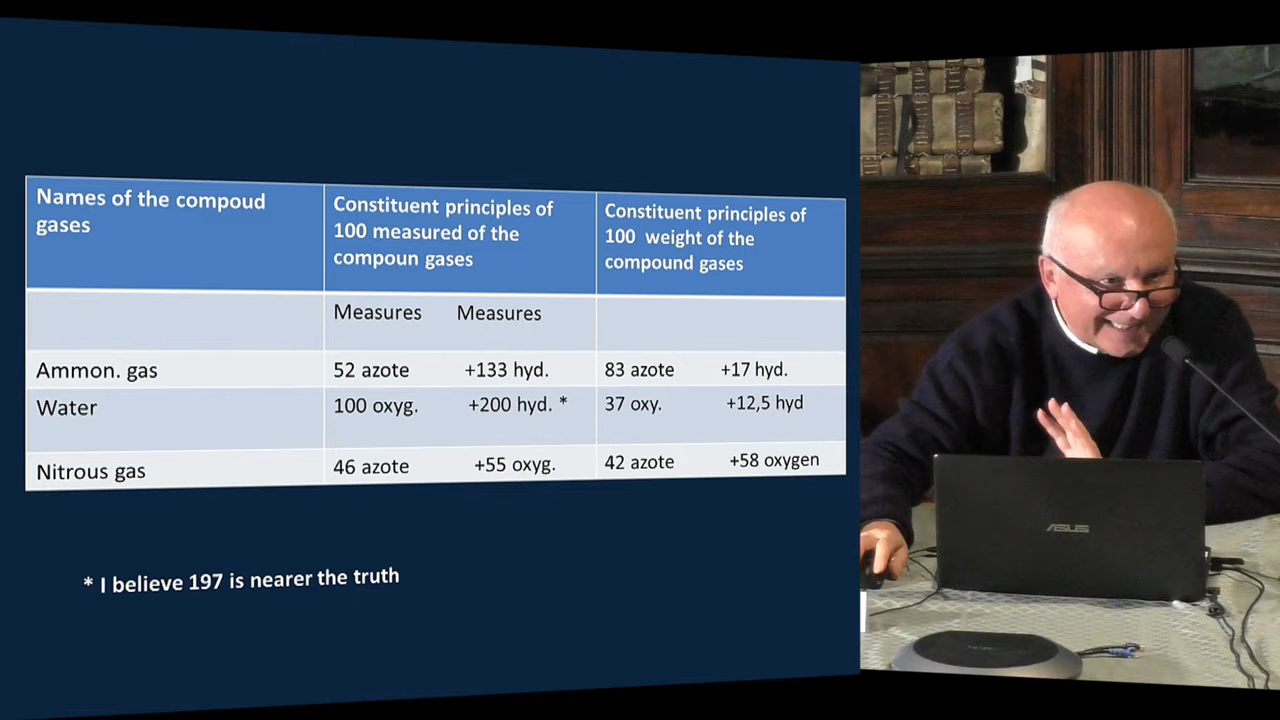 Names of the compoud
gases
Constituent principles of
100 measured of the
compoun gases
Constituent principles of
100 weight of the
compound gases
Measures Measures
Ammon. gas 52 azote +133 hyd. 83 azote +17 hyd.
Water 100 oxyg. +200 hyd. * 37 oxy. +12,5 hyd
Nitrous gas 46 azote +55 oxyg. 42 azote +58 oxygen
* I believe 197 is nearer the truth
ASUS